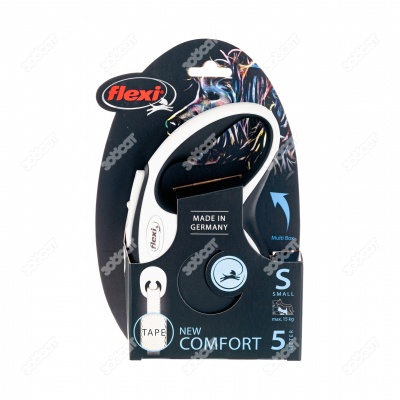 flexi
MADE IN
GERMANY
flexi
Multi Box
S
SMALL
max. 15 kg
TAPE
NEW
COMFORT
5